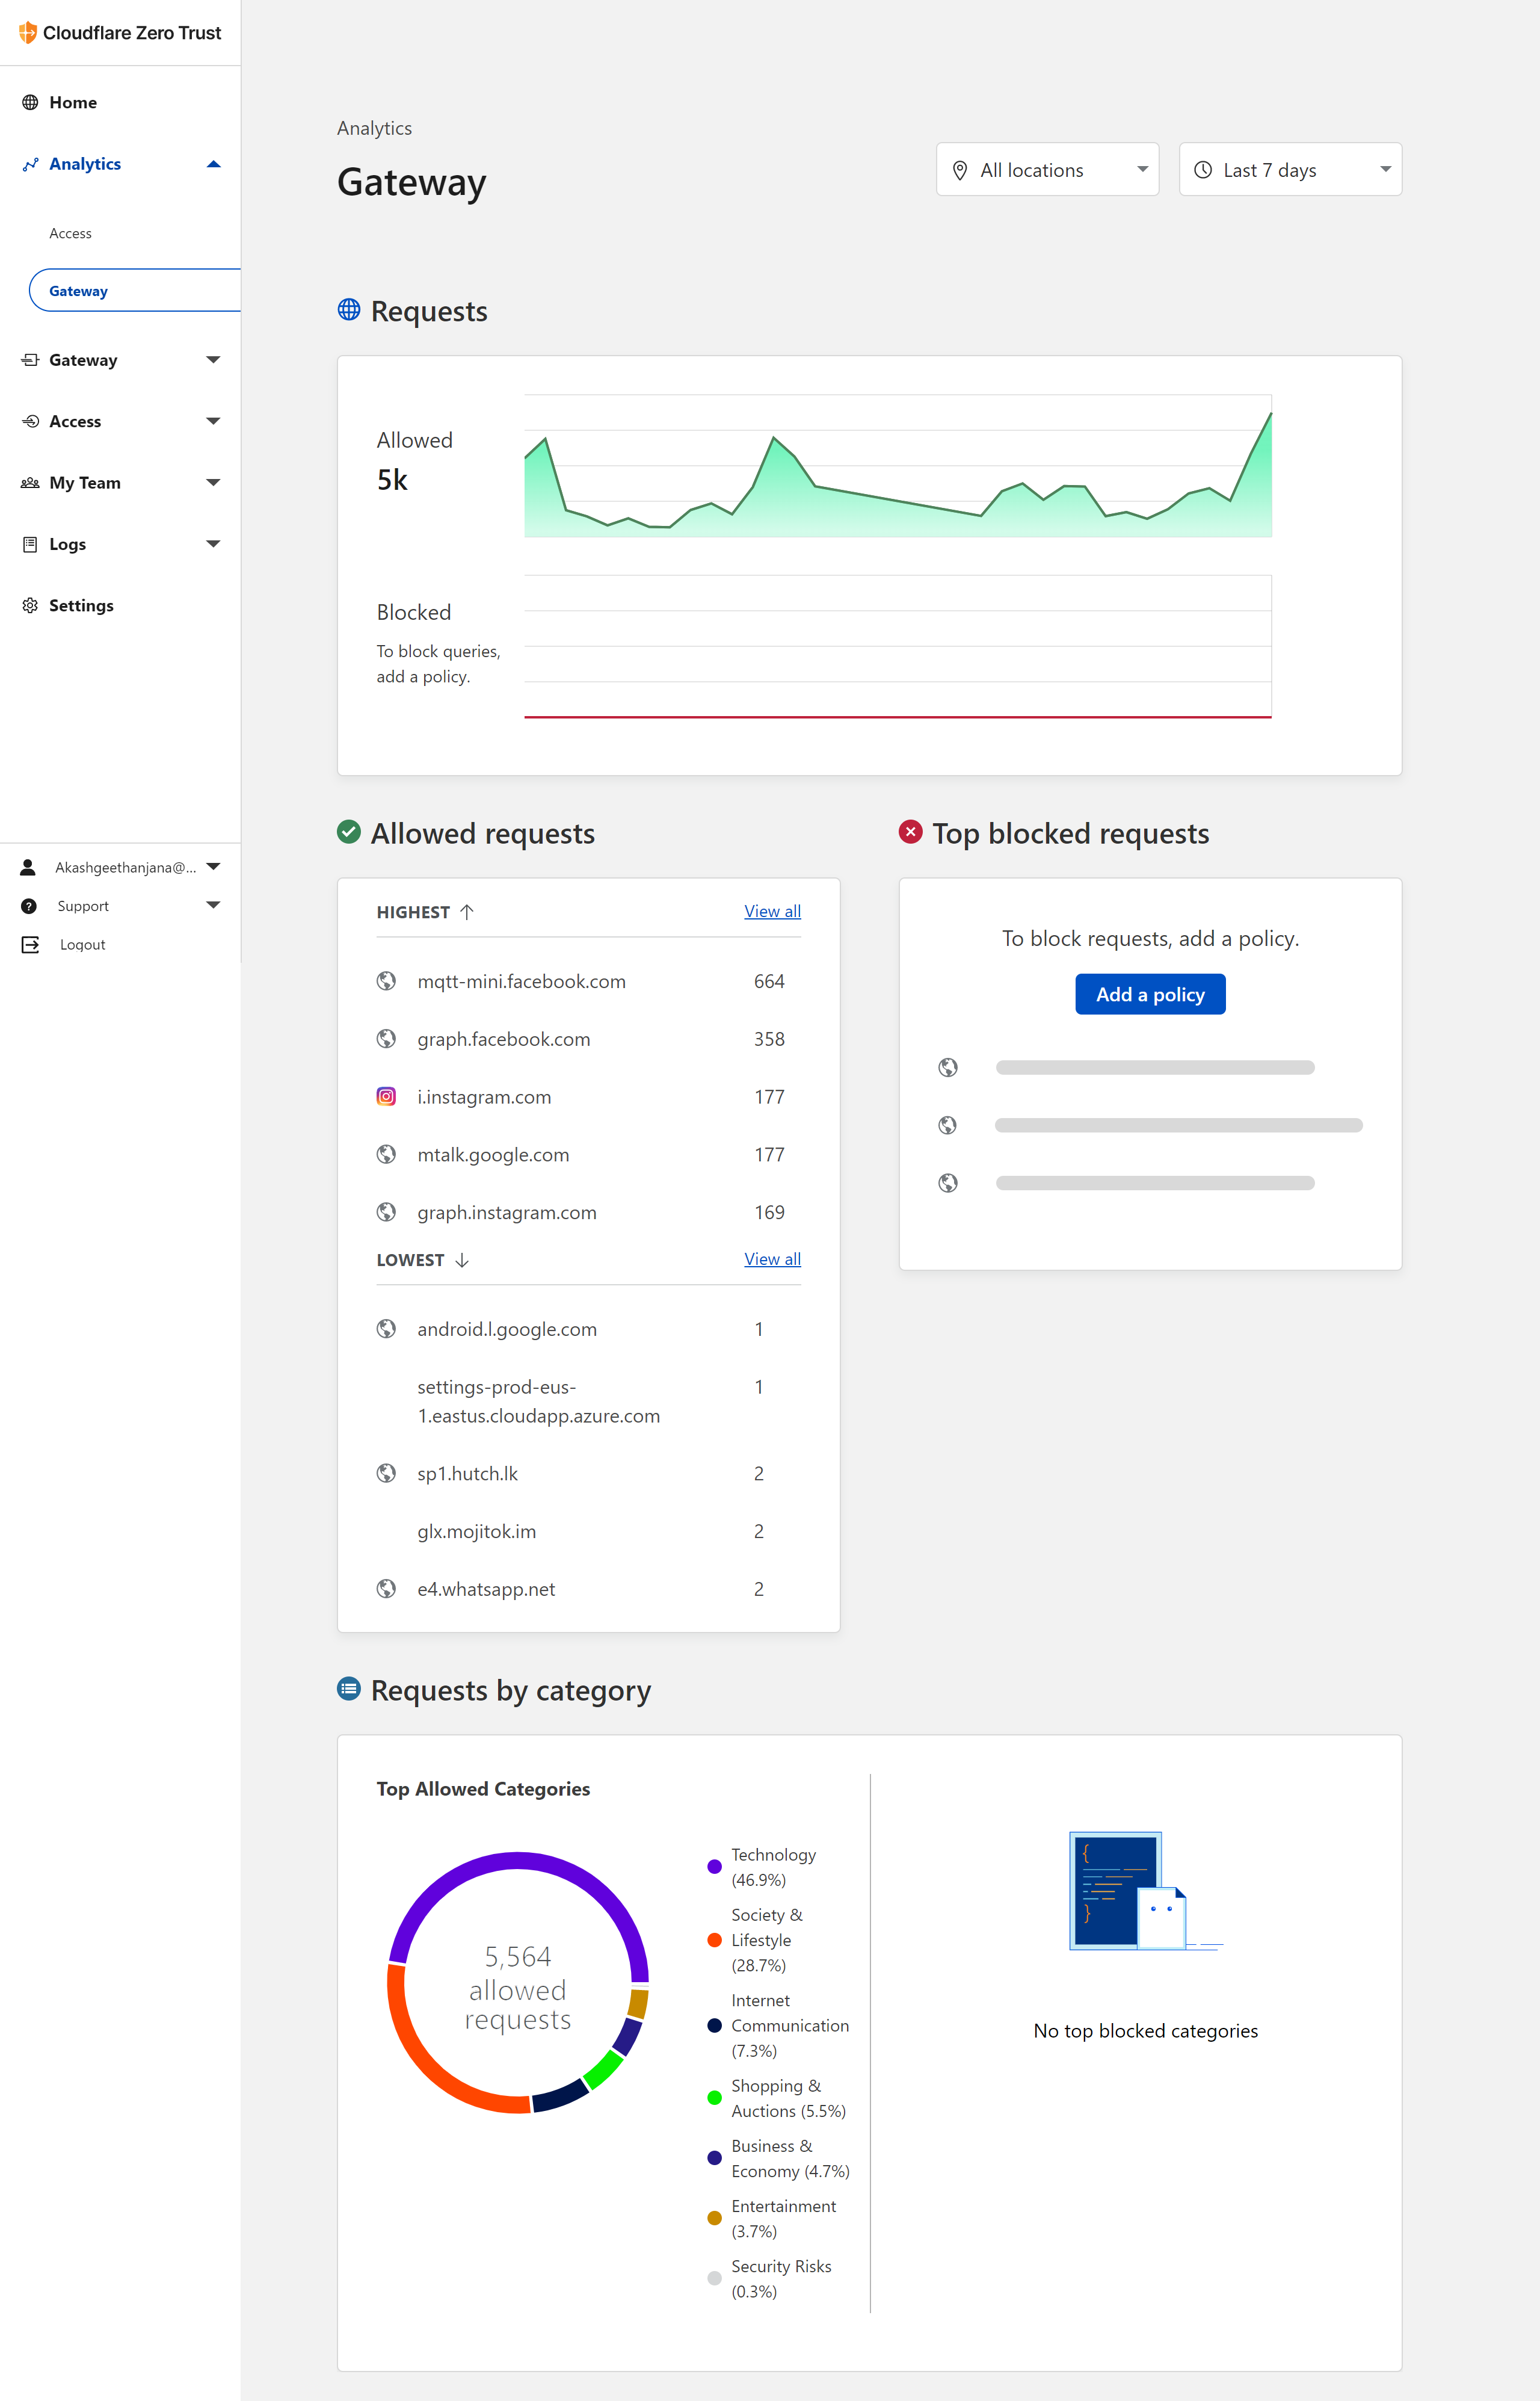 Cloudflare Zero Trust
Home
Analytics
Access
Gateway
Gateway
Access
My Team
Logs
Settings
Akashgeethanjana@...
Support
Logout
Analytics
Gateway
All locations
Last 7 days
Requests
Allowed
5k
Blocked
To block queries,
add a policy.
Allowed requests
HIGHEST ↑ View all
mqtt-mini.facebook.com 664
graph.facebook.com 358
i.instagram.com 177
mtalk.google.com 177
graph.instagram.com 169
LOWEST ↓ View all
android.l.google.com 1
settings-prod-eus- 1
1.eastus.cloudapp.azure.com
sp1.hutch.lk 2
glx.mojitok.im 2
e4.whatsapp.net 2
Top blocked requests
To block requests, add a policy.
Add a policy
Requests by category
Top Allowed Categories
5,564
allowed
requests
Technology
(46.9%)
Society &
Lifestyle
(28.7%)
Internet
Communication
(7.3%)
Shopping &
Auctions (5.5%)
Business &
Economy (4.7%)
Entertainment
(3.7%)
Security Risks
(0.3%)
{
}
No top blocked categories